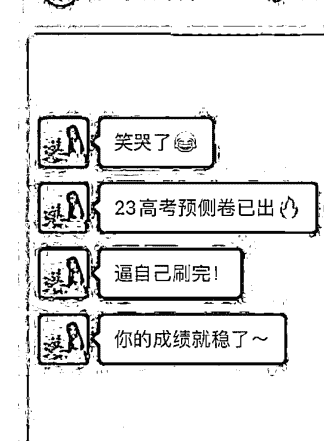 笑哭了😂
23高考预侧卷已出🔥
逼自己刷完！
你的成绩就稳了～